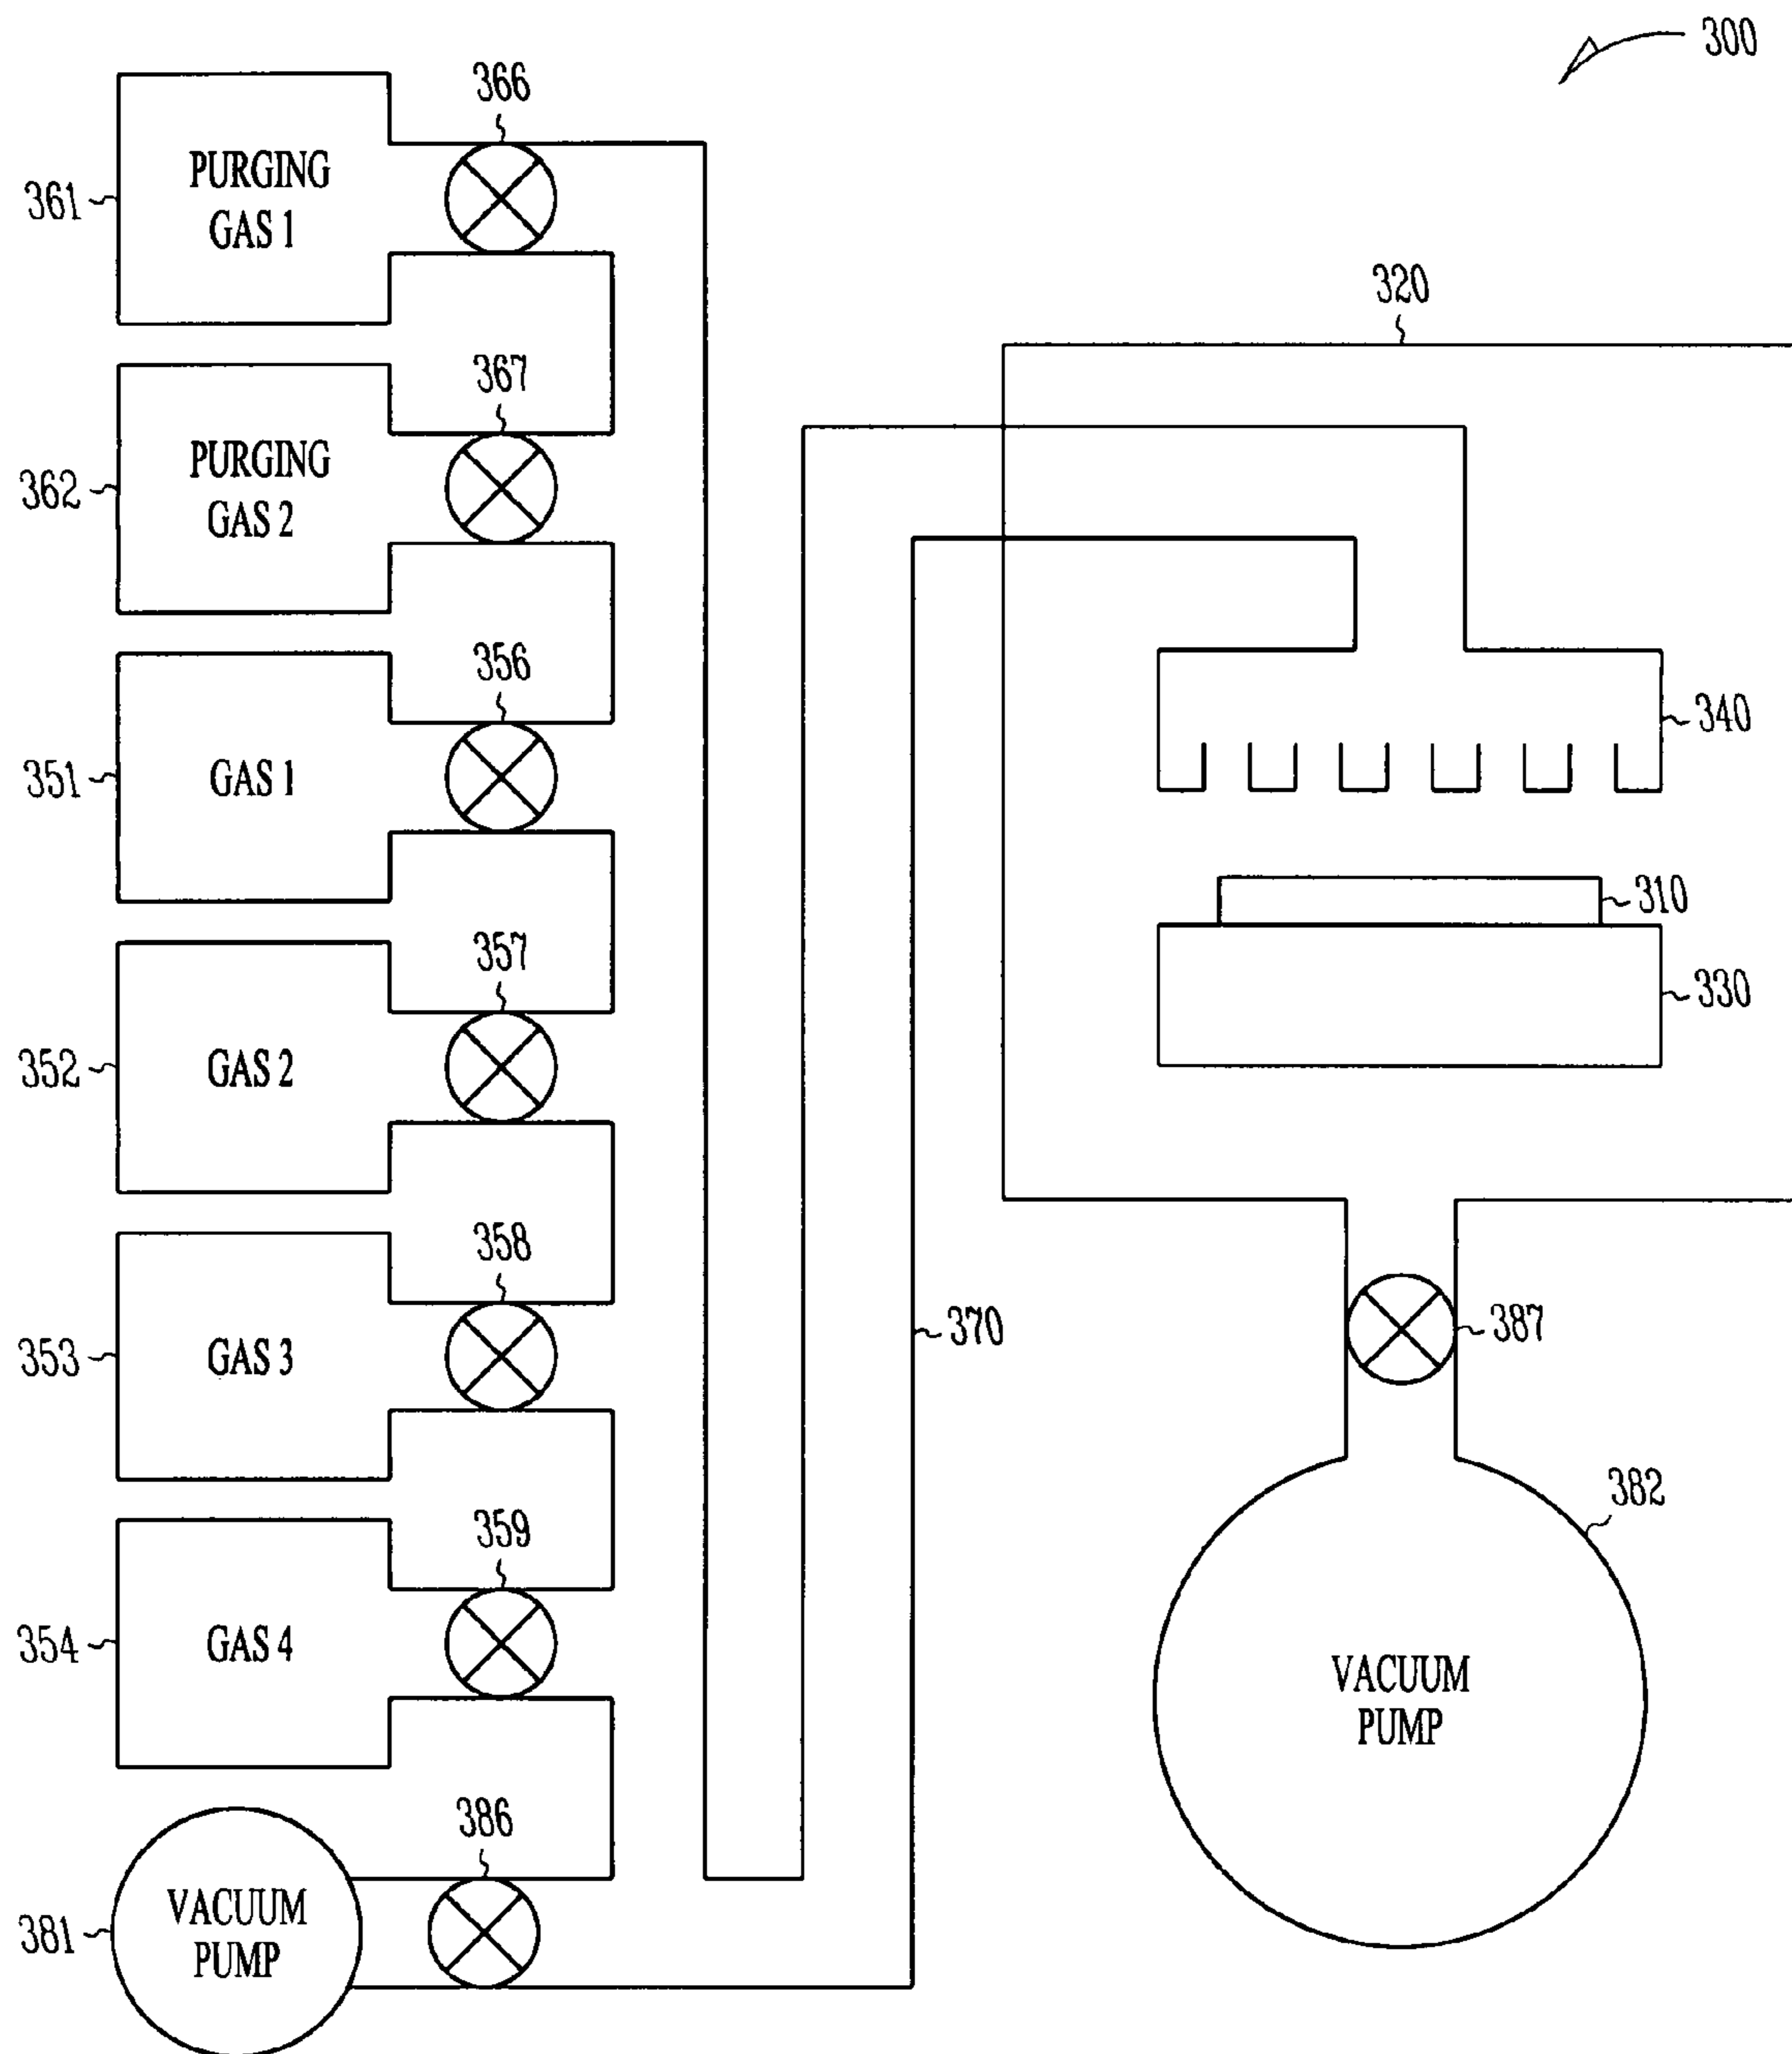 300
366
PURGING
GAS 1
361
320
367
PURGING
GAS 2
362
356
340
GAS 1
351
310
357
330
GAS 2
352
358
GAS 3
353
370
387
382
359
GAS 4
354
VACUUM
PUMP
386
VACUUM
PUMP
381